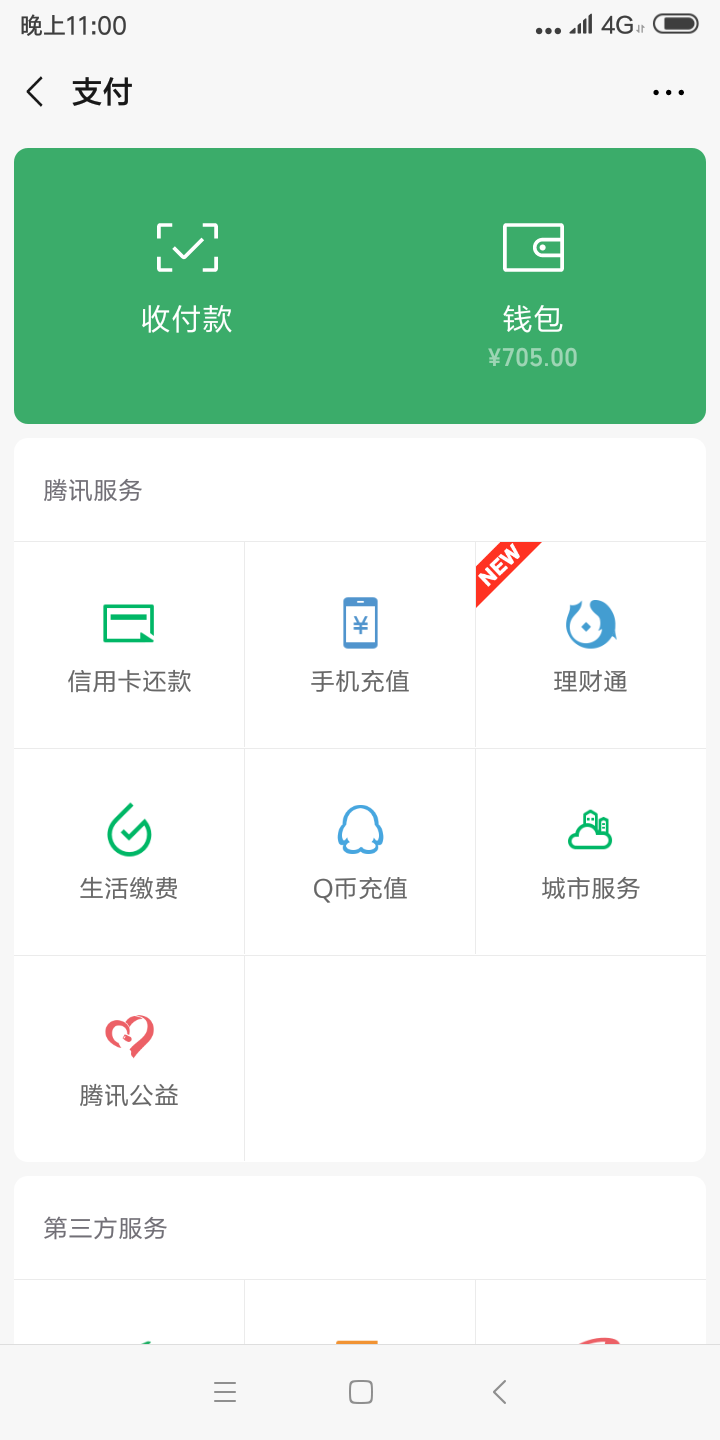 晚上11:00
4G
支付
收付款
钱包
¥705.00
腾讯服务
NEW
信用卡还款
手机充值
理财通
生活缴费
Q币充值
城市服务
腾讯公益
第三方服务